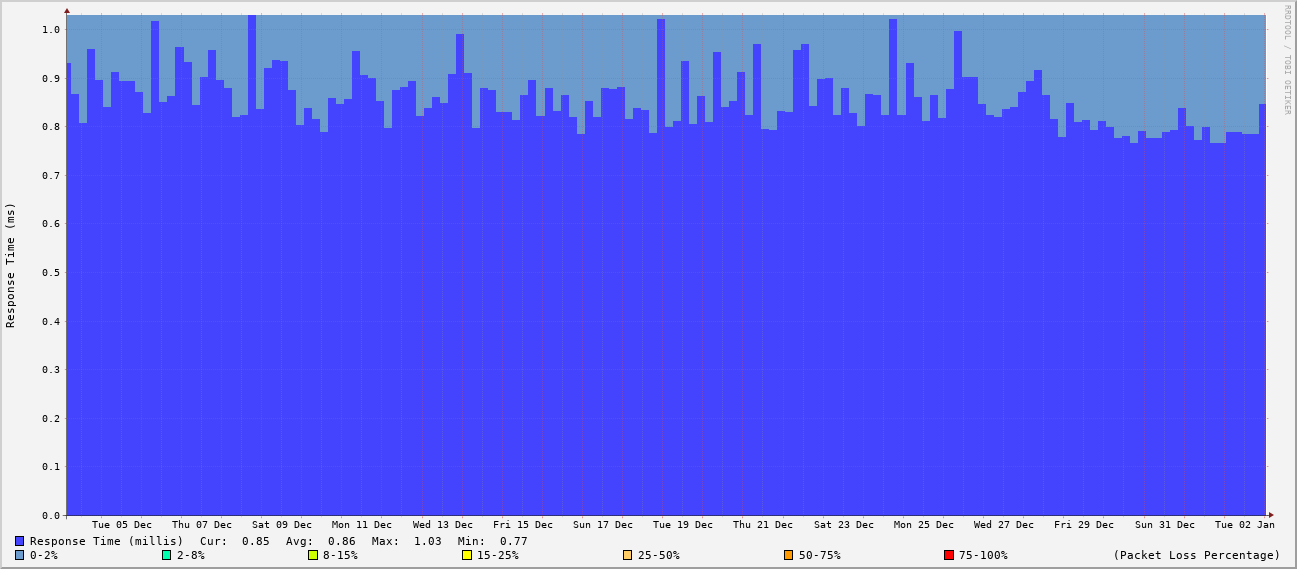 RRDTOOL / TOBI OETIKER
Response Time (ms)
1.0
0.9
0.8
0.7
0.6
0.5
0.4
0.3
0.2
0.1
0.0
Tue 05 Dec Thu 07 Dec Sat 09 Dec Mon 11 Dec Wed 13 Dec Fri 15 Dec Sun 17 Dec Tue 19 Dec Thu 21 Dec Sat 23 Dec Mon 25 Dec Wed 27 Dec Fri 29 Dec Sun 31 Dec Tue 02 Jan
Response Time (millis) Cur: 0.85 Avg: 0.86 Max: 1.03 Min: 0.77
0-2% 2-8% 8-15% 15-25% 25-50% 50-75% 75-100% (Packet Loss Percentage)